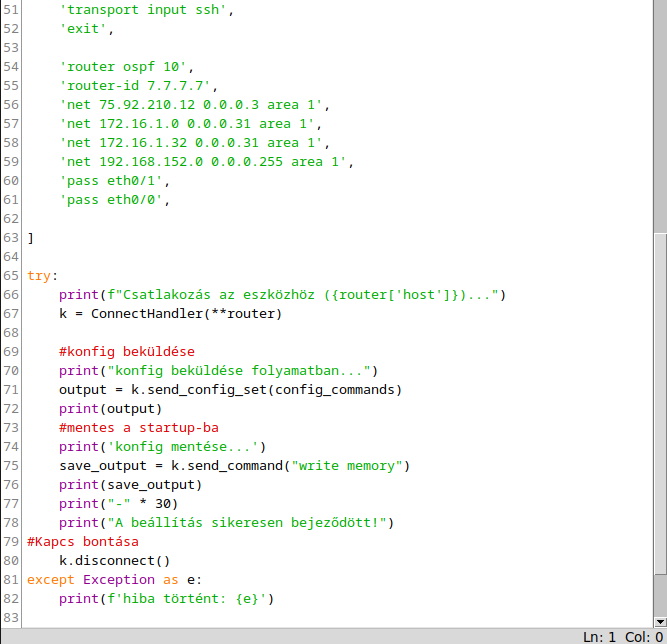 51     'transport input ssh',
52     'exit',
53
54     'router ospf 10',
55     'router-id 7.7.7.7',
56     'net 75.92.210.12 0.0.0.3 area 1',
57     'net 172.16.1.0 0.0.0.31 area 1',
58     'net 172.16.1.32 0.0.0.31 area 1',
59     'net 192.168.152.0 0.0.0.255 area 1',
60     'pass eth0/1',
61     'pass eth0/0',
62
63 ]
64
65 try:
66     print(f"Csatlakozás az eszközhöz ({router['host']})...")
67     k = ConnectHandler(**router)
68
69     #konfig beküldése
70     print("konfig beküldése folyamatban...")
71     output = k.send_config_set(config_commands)
72     print(output)
73     #mentes a startup-ba
74     print('konfig mentése...')
75     save_output = k.send_command("write memory")
76     print(save_output)
77     print("-" * 30)
78     print("A beállítás sikeresen bejeződött!")
79 #Kapcs bontása
80     k.disconnect()
81 except Exception as e:
82     print(f'hiba történt: {e}')
83
Ln: 1 Col: 0